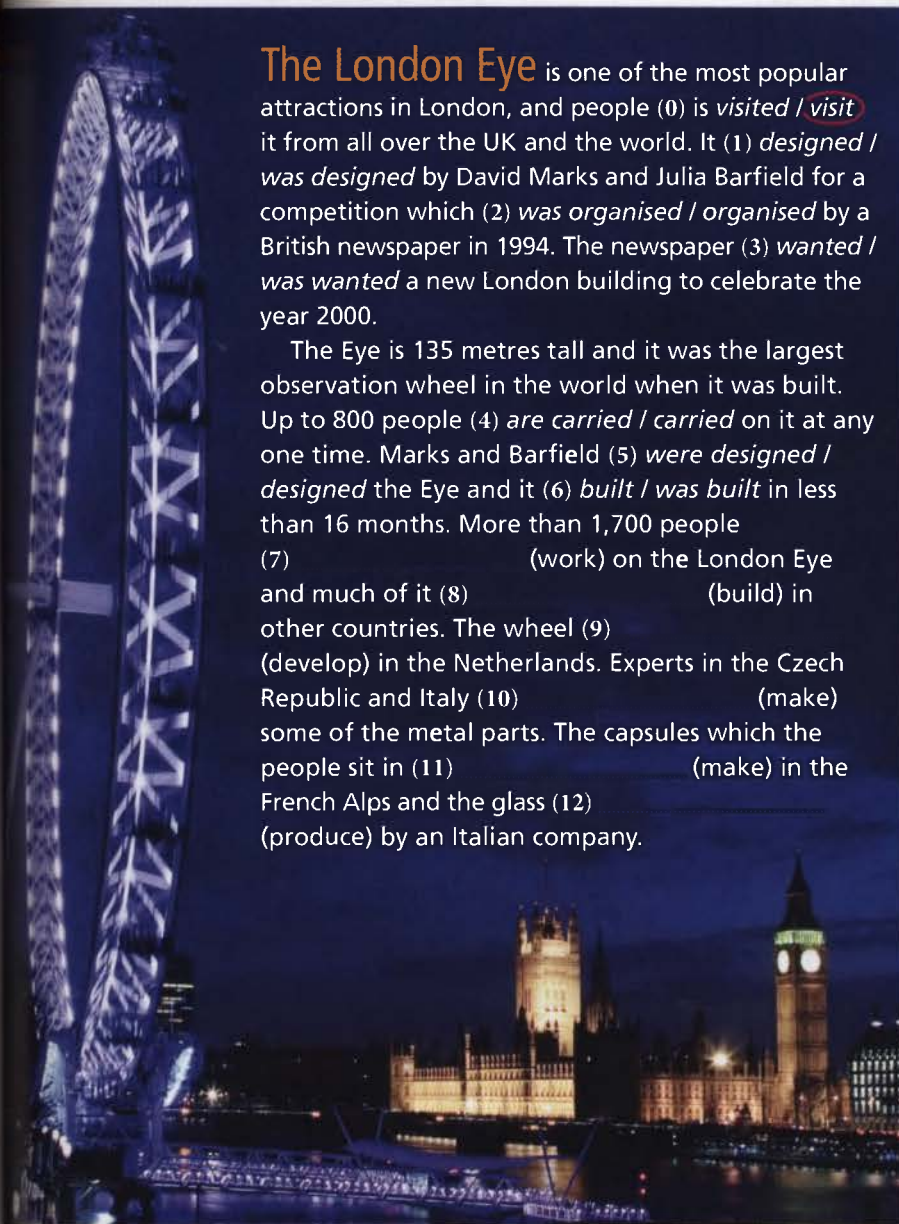 The London Eye is one of the most popular
attractions in London, and people (0) is visited / visit
it from all over the UK and the world. It (1) designed /
was designed by David Marks and Julia Barfield for a
competition which (2) was organised / organised by a
British newspaper in 1994. The newspaper (3) wanted /
was wanted a new London building to celebrate the
year 2000.
The Eye is 135 metres tall and it was the largest
observation wheel in the world when it was built.
Up to 800 people (4) are carried / carried on it at any
one time. Marks and Barfield (5) were designed /
designed the Eye and it (6) built / was built in less
than 16 months. More than 1,700 people
(7) (work) on the London Eye
and much of it (8) (build) in
other countries. The wheel (9)
(develop) in the Netherlands. Experts in the Czech
Republic and Italy (10) (make)
some of the metal parts. The capsules which the
people sit in (11) (make) in the
French Alps and the glass (12)
(produce) by an Italian company.